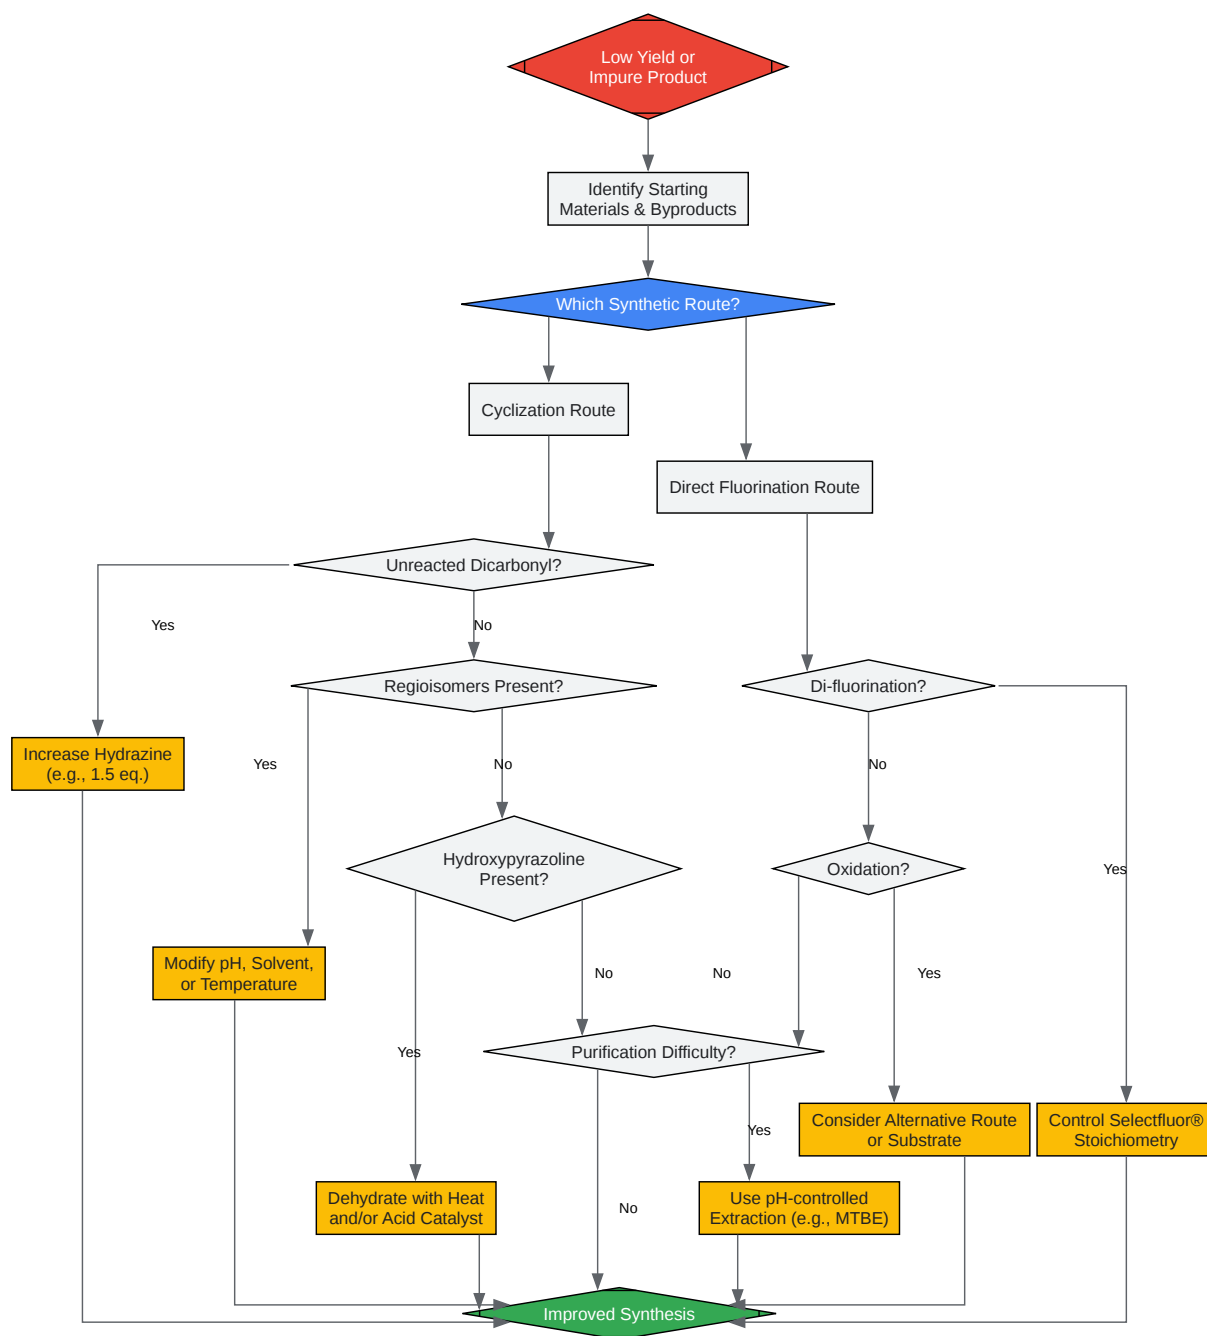 Low Yield or
Impure Product
Identify Starting
Materials & Byproducts
Which Synthetic Route?
Cyclization Route
Direct Fluorination Route
Unreacted Dicarbonyl?
Yes
No
Regioisomers Present?
Di-fluorination?
Increase Hydrazine
(e.g., 1.5 eq.)
Yes
No
No
Hydroxypyrazoline
Present?
Oxidation?
Yes
Modify pH, Solvent,
or Temperature
No
No
Yes
Yes
Purification Difficulty?
Consider Alternative Route
or Substrate
Control Selectfluor®
Stoichiometry
Yes
Dehydrate with Heat
and/or Acid Catalyst
No
Use pH-controlled
Extraction (e.g., MTBE)
Improved Synthesis